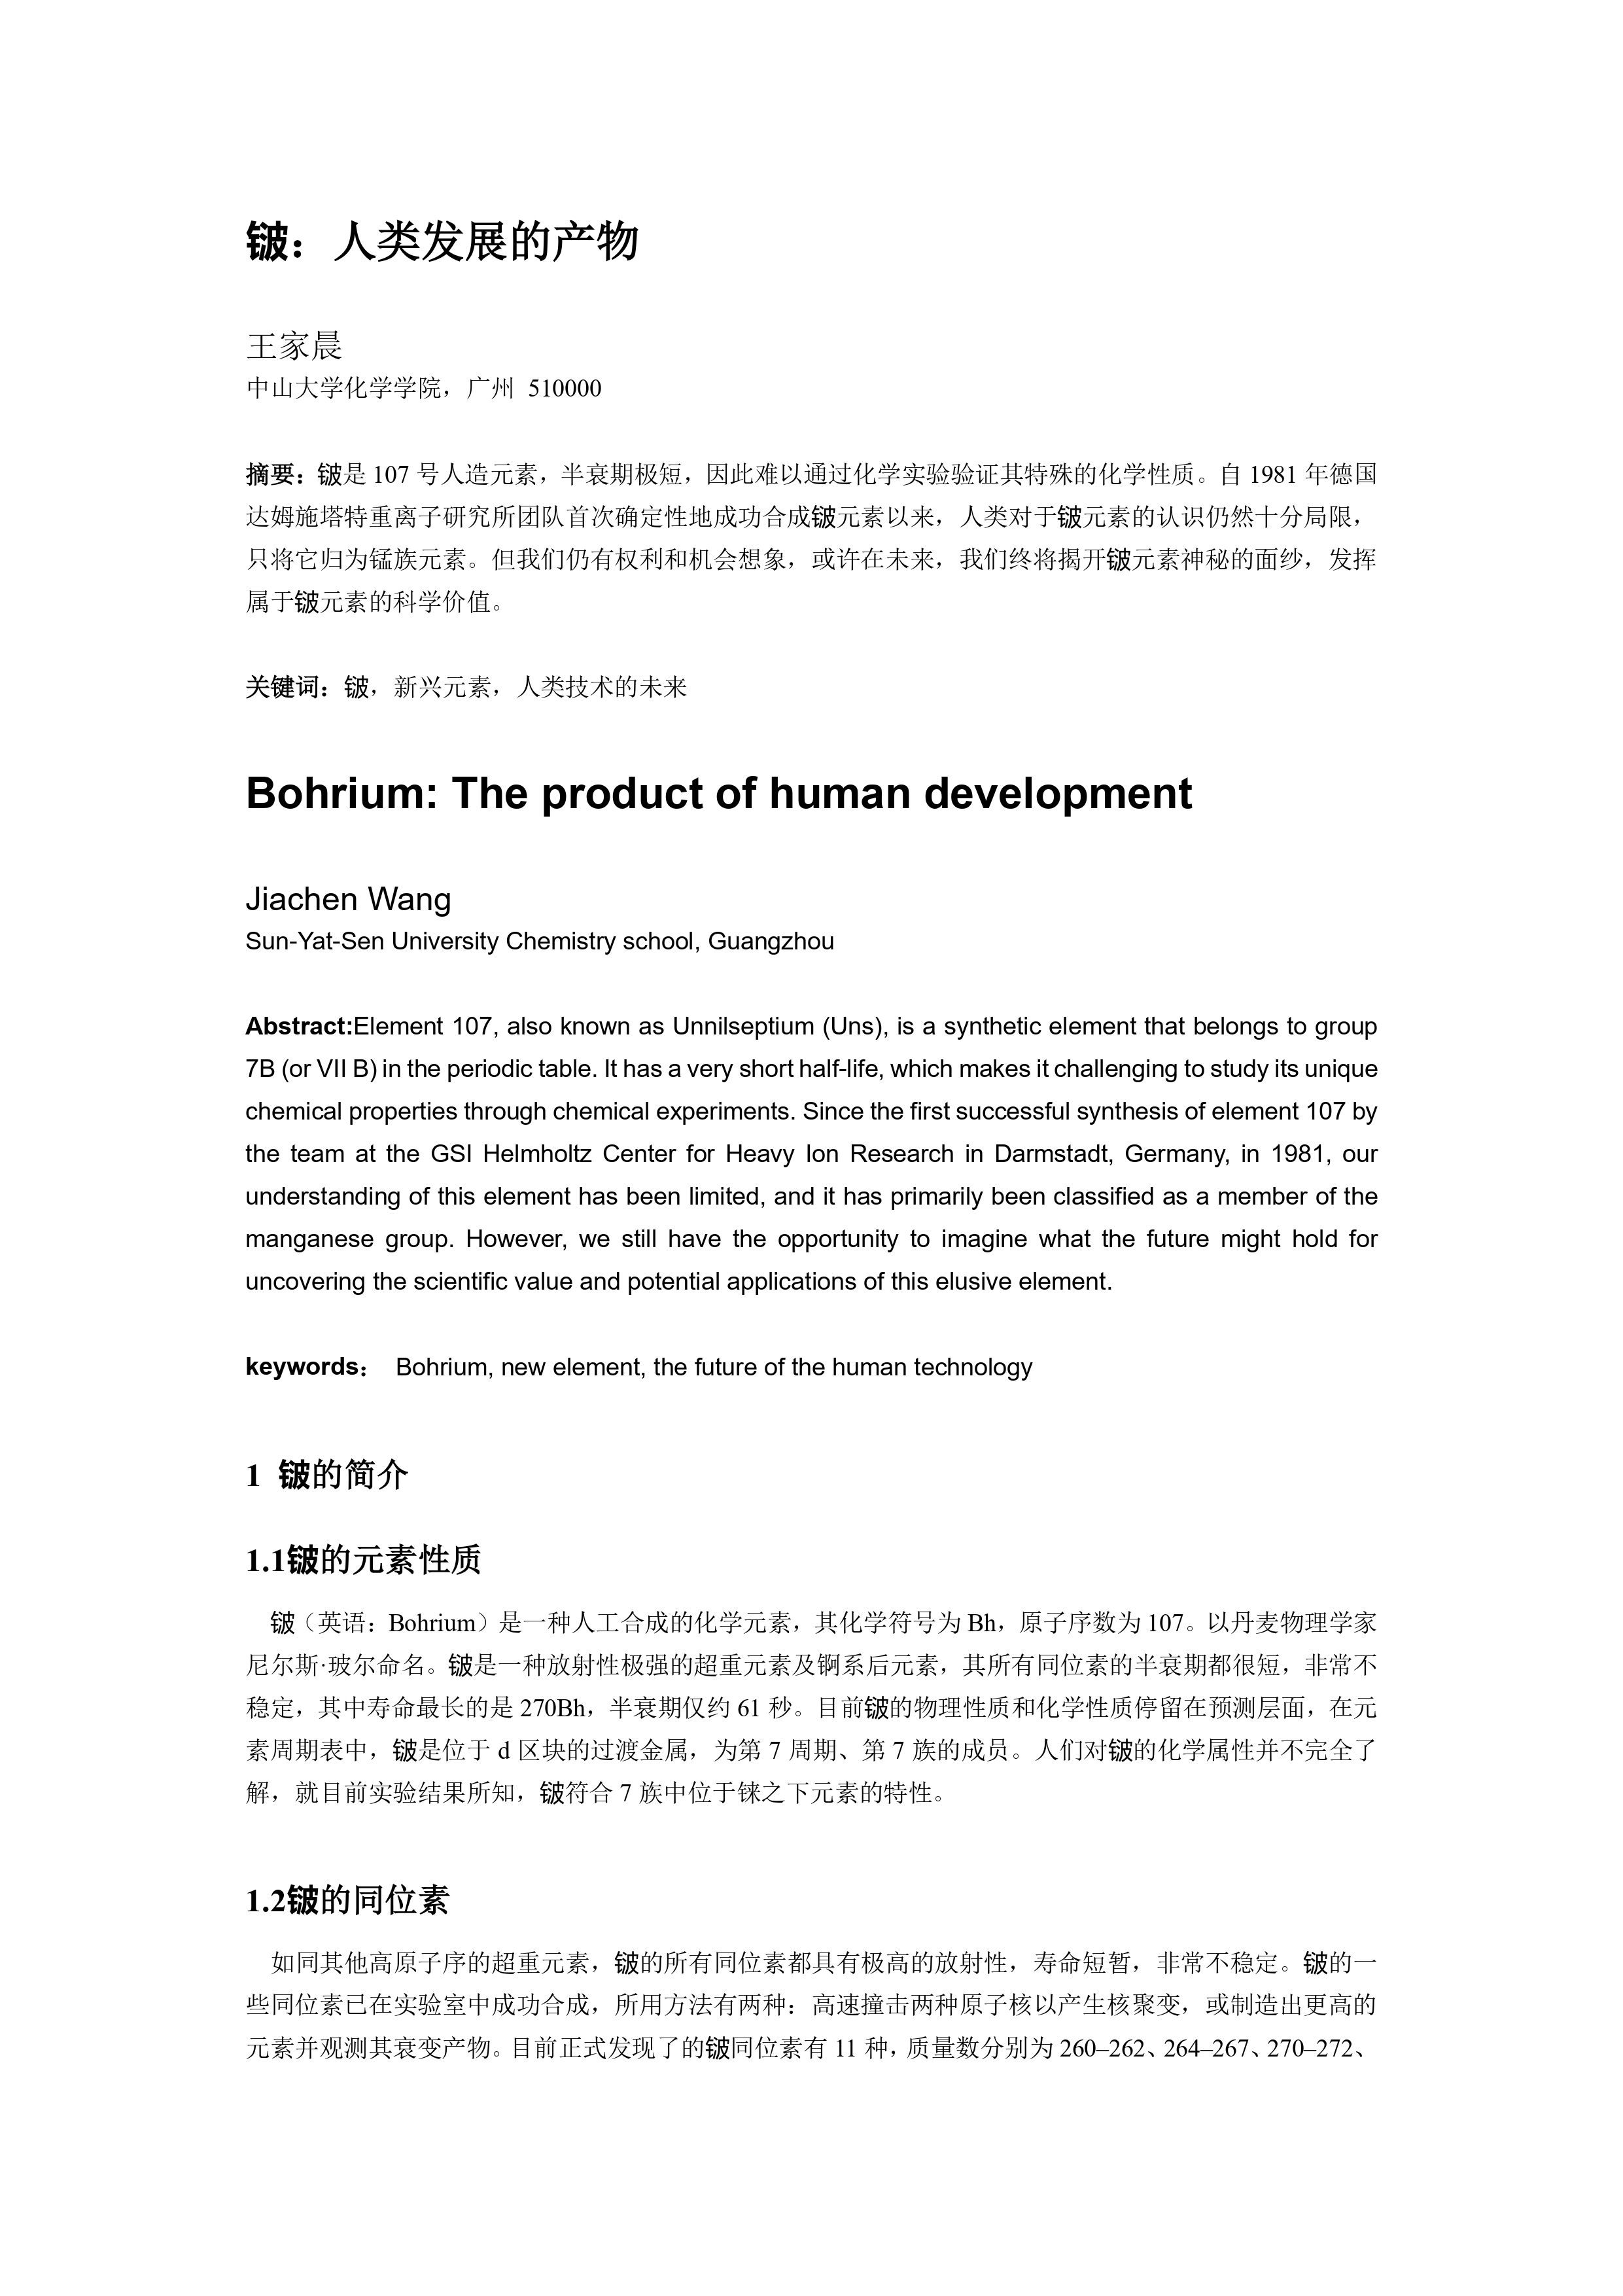 铍：人类发展的产物
王家晨
中山大学化学学院，广州 510000
摘要：铍是 107 号人造元素，半衰期极短，因此难以通过化学实验验证其特殊的化学性质。自 1981 年德国
达姆施塔特重离子研究所团队首次确定性地成功合成铍元素以来，人类对于铍元素的认识仍然十分局限，
只将它归为锰族元素。但我们仍有权利和机会想象，或许在未来，我们终将揭开铍元素神秘的面纱，发挥
属于铍元素的科学价值。
关键词：铍，新兴元素，人类技术的未来
Bohrium: The product of human development
Jiachen Wang
Sun-Yat-Sen University Chemistry school, Guangzhou
Abstract:Element 107, also known as Unnilseptium (Uns), is a synthetic element that belongs to group
7B (or VII B) in the periodic table. It has a very short half-life, which makes it challenging to study its unique
chemical properties through chemical experiments. Since the first successful synthesis of element 107 by
the team at the GSI Helmholtz Center for Heavy Ion Research in Darmstadt, Germany, in 1981, our
understanding of this element has been limited, and it has primarily been classified as a member of the
manganese group. However, we still have the opportunity to imagine what the future might hold for
uncovering the scientific value and potential applications of this elusive element.
keywords： Bohrium, new element, the future of the human technology
1 铍的简介
1.1铍的元素性质
铍（英语：Bohrium）是一种人工合成的化学元素，其化学符号为 Bh，原子序数为 107。以丹麦物理学家
尼尔斯·玻尔命名。铍是一种放射性极强的超重元素及锕系后元素，其所有同位素的半衰期都很短，非常不
稳定，其中寿命最长的是 270Bh，半衰期仅约 61 秒。目前铍的物理性质和化学性质停留在预测层面，在元
素周期表中，铍是位于 d 区块的过渡金属，为第 7 周期、第 7 族的成员。人们对铍的化学属性并不完全了
解，就目前实验结果所知，铍符合 7 族中位于铼之下元素的特性。
1.2铍的同位素
如同其他高原子序的超重元素，铍的所有同位素都具有极高的放射性，寿命短暂，非常不稳定。铍的一
些同位素已在实验室中成功合成，所用方法有两种：高速撞击两种原子核以产生核聚变，或制造出更高的
元素并观测其衰变产物。目前正式发现了的铍同位素有 11 种，质量数分别为 260–262、264–267、270–272、